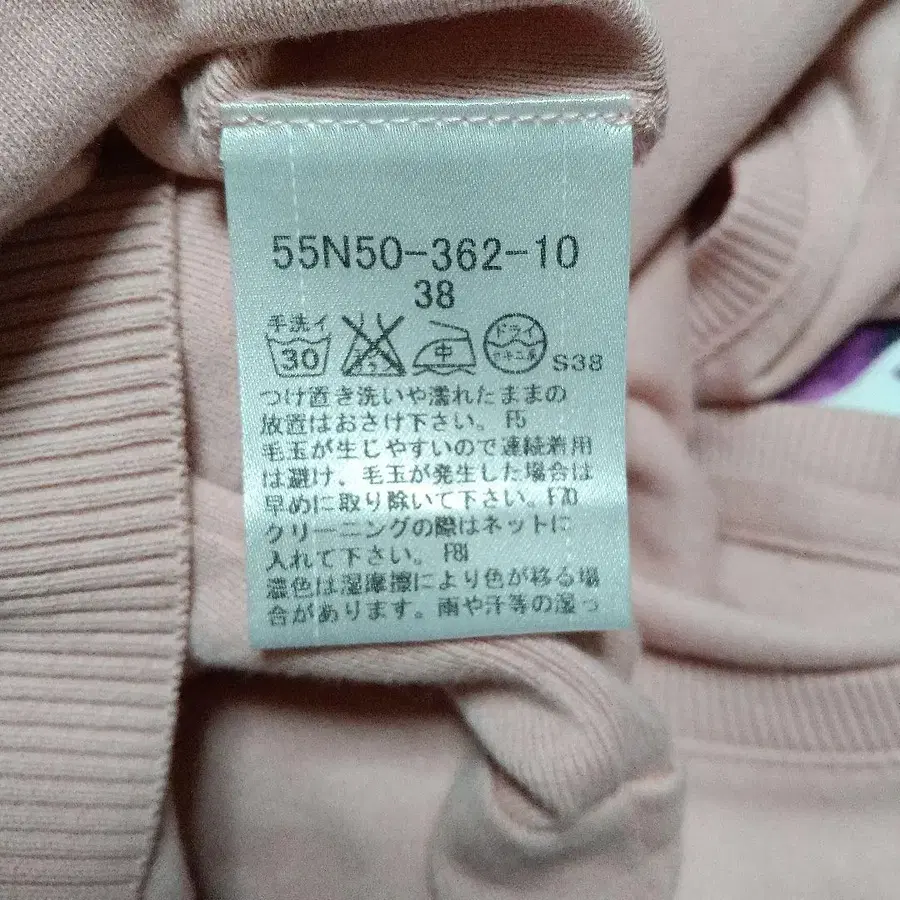 55N50-362-10
38
手洗イ
30
中
ドライ
セキユ系
S38
つけ置き洗いや濡れたままの
放置はおさけ下さい。F5
毛玉が生じやすいので連続着用
は避け、毛玉が発生した場合は
早めに取り除いて下さい。F70
クリーニングの際はネットに
入れて下さい。F81
濃色は湿摩擦により色が移る場
合があります。雨や汗等の湿っ